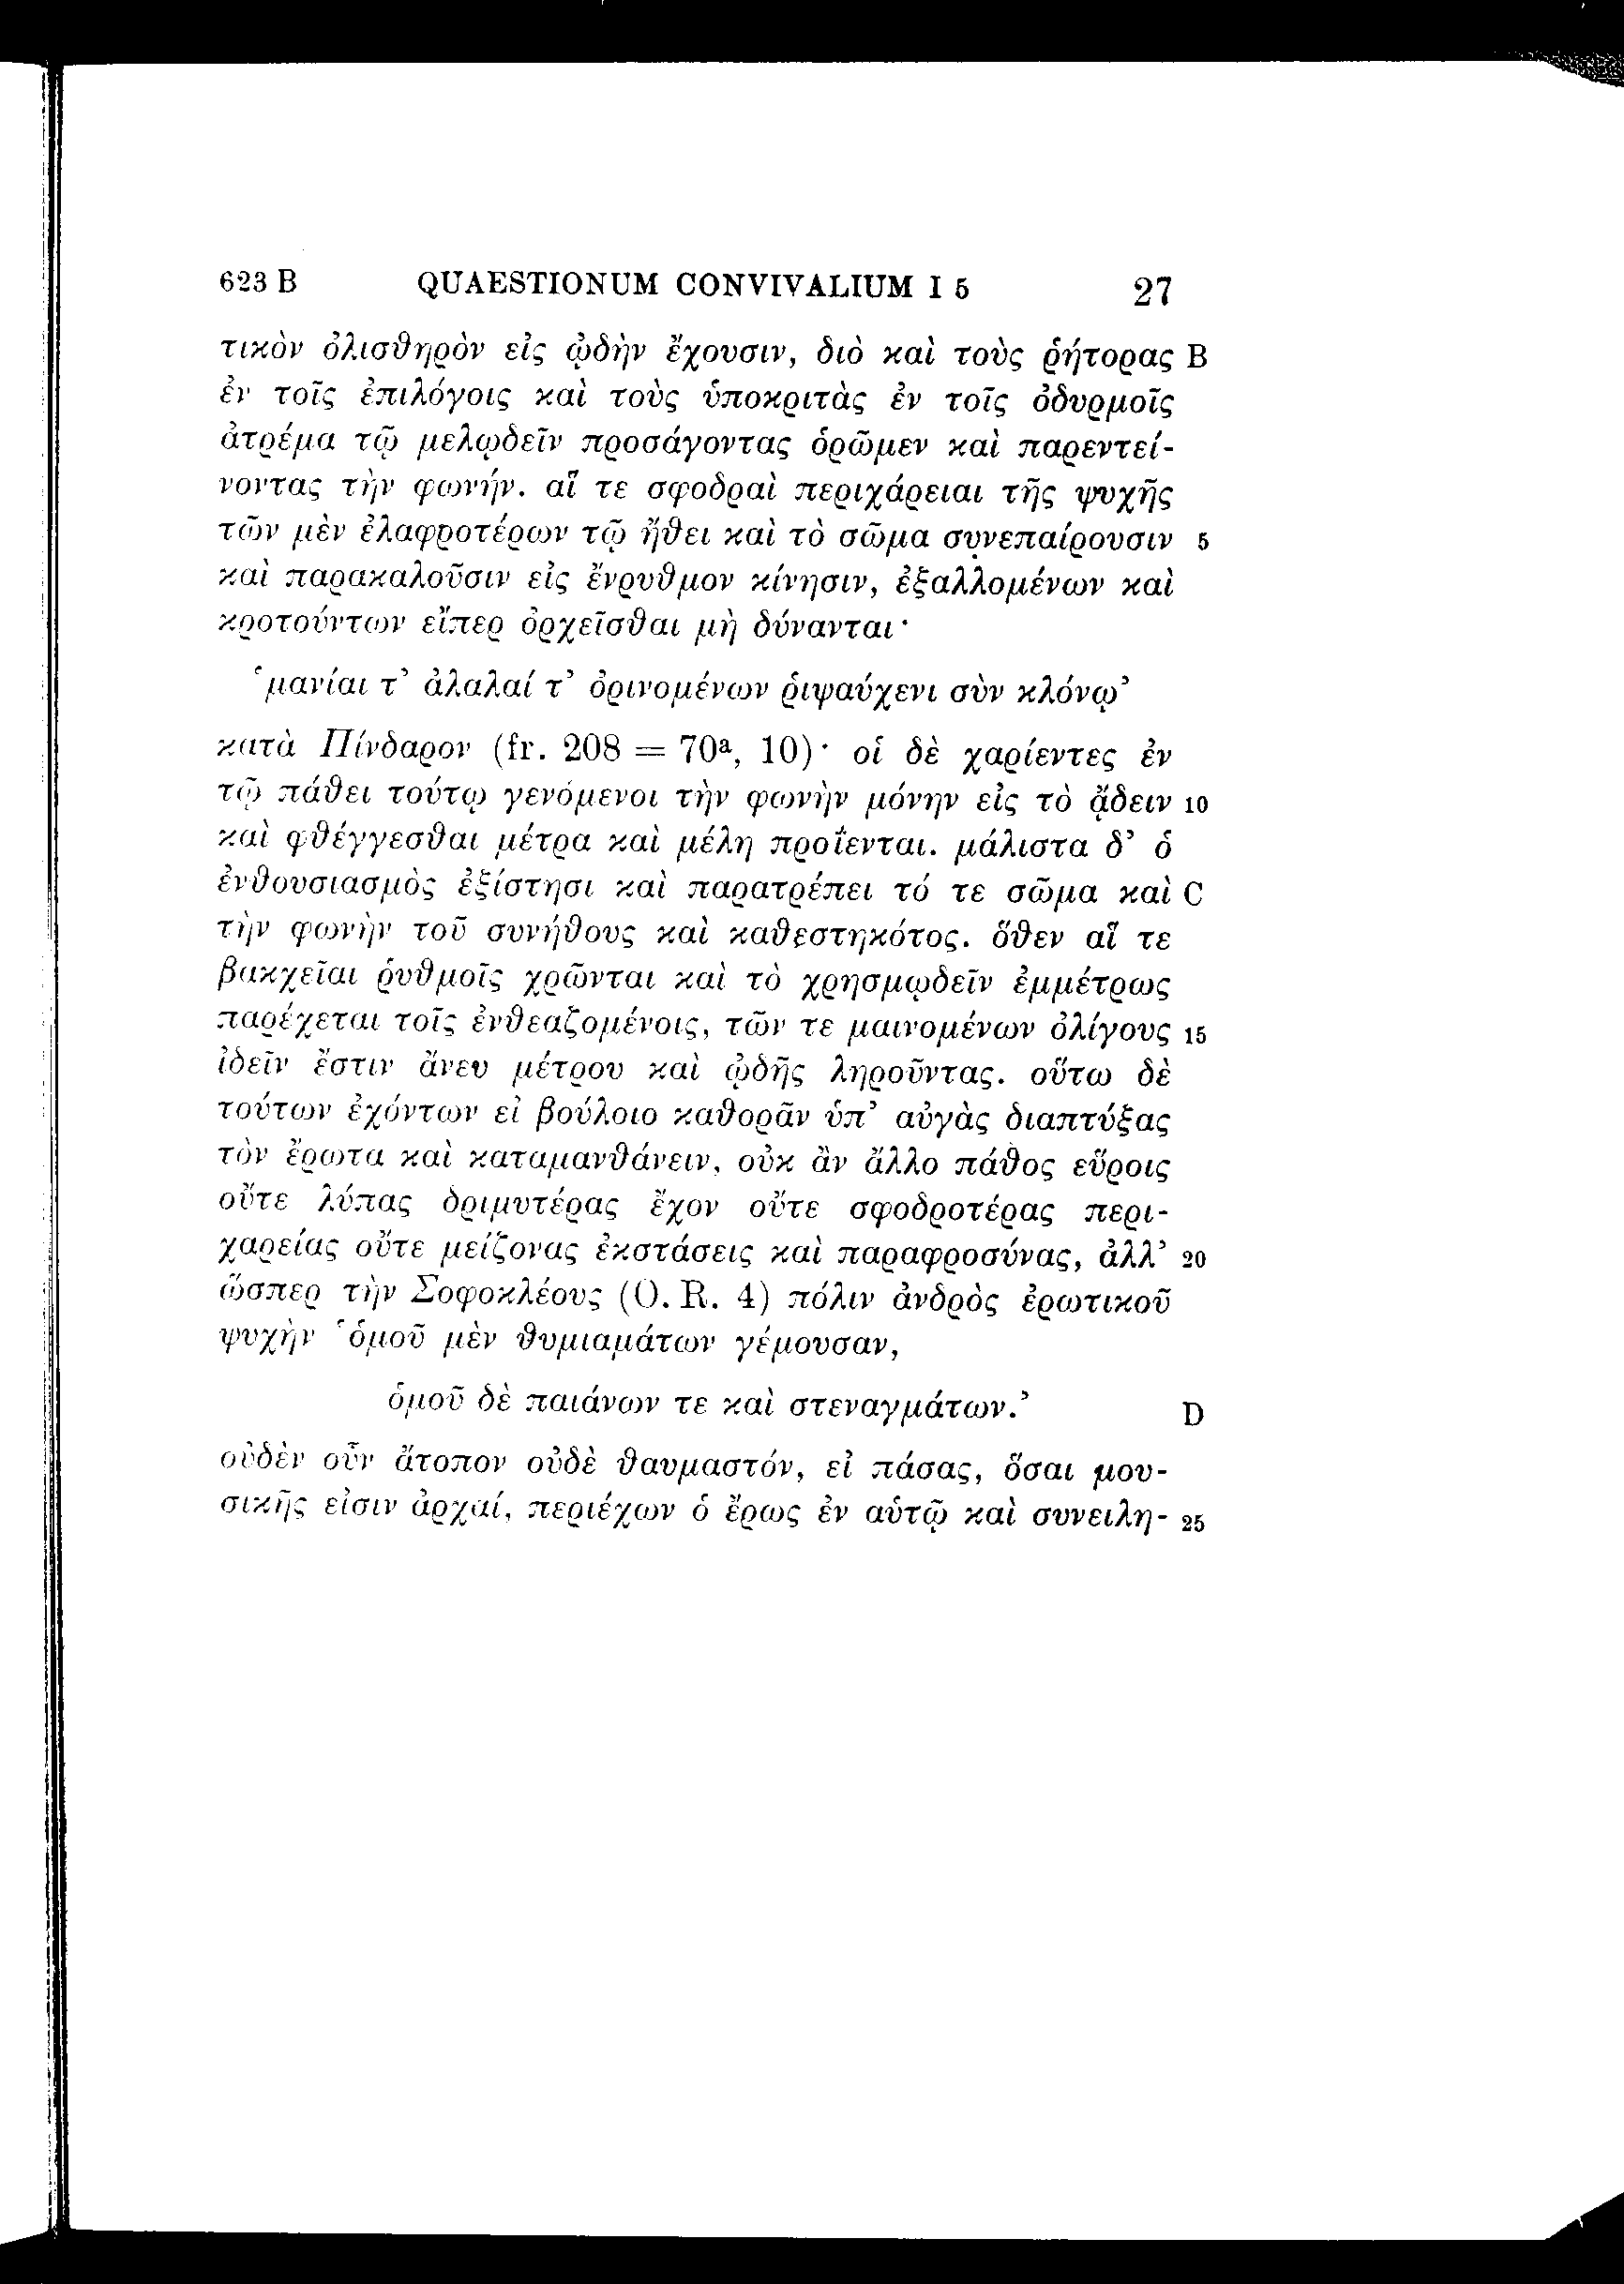 623 B QUAESTIONUM CONVIVALIUM I 5 27
τικὸν ὀλισθηρὸν εἰς ᾠδὴν ἔχουσιν, διὸ καὶ τοὺς ῥήτορας B
ἐν τοῖς ἐπιλόγοις καὶ τοὺς ὑποκριτὰς ἐν τοῖς ὀδυρμοῖς
ἀτρέμα τῷ μελῳδεῖν προσάγοντας ὁρῶμεν καὶ παρεντεί-
νοντας τὴν φωνήν. αἵ τε σφοδραὶ περιχάρειαι τῆς ψυχῆς
τῶν μὲν ἐλαφροτέρων τῷ ἤθει καὶ τὸ σῶμα συνεπαίρουσιν 5
καὶ παρακαλοῦσιν εἰς ἔνρυθμον κίνησιν, ἐξαλλομένων καὶ
κροτούντων εἴπερ ὀρχεῖσθαι μὴ δύνανται·
‘μανίαι τ’ ἀλαλαί τ’ ὀρινομένων ῥιψαύχενι σὺν κλόνῳ’
κατὰ Πίνδαρον (fr. 208 = 70ª, 10)· οἱ δὲ χαρίεντες ἐν
τῷ πάθει τούτῳ γενόμενοι τὴν φωνὴν μόνην εἰς τὸ ᾄδειν 10
καὶ φθέγγεσθαι μέτρα καὶ μέλη προΐενται. μάλιστα δ’ ὁ
ἐνθουσιασμὸς ἐξίστησι καὶ παρατρέπει τό τε σῶμα καὶ C
τὴν φωνὴν τοῦ συνήθους καὶ καθεστηκότος. ὅθεν αἵ τε
βακχεῖαι ῥυθμοῖς χρῶνται καὶ τὸ χρησμῳδεῖν ἐμμέτρως
παρέχεται τοῖς ἐνθεαζομένοις, τῶν τε μαινομένων ὀλίγους 15
ἰδεῖν ἔστιν ἄνευ μέτρου καὶ ᾠδῆς ληροῦντας. οὕτω δὲ
τούτων ἐχόντων εἰ βούλοιο καθορᾶν ὑπ’ αὐγὰς διαπτύξας
τὸν ἔρωτα καὶ καταμανθάνειν, οὐκ ἂν ἄλλο πάθος εὕροις
οὔτε λύπας δριμυτέρας ἔχον οὔτε σφοδροτέρας περι-
χαρείας οὔτε μείζονας ἐκστάσεις καὶ παραφροσύνας, ἀλλ’ 20
ὥσπερ τὴν Σοφοκλέους (O. R. 4) πόλιν ἀνδρὸς ἐρωτικοῦ
ψυχὴν ‘ὁμοῦ μὲν θυμιαμάτων γέμουσαν,
ὁμοῦ δὲ παιάνων τε καὶ στεναγμάτων.’ D
οὐδὲν οὖν ἄτοπον οὐδὲ θαυμαστόν, εἰ πάσας, ὅσαι μου-
σικῆς εἰσιν ἀρχαί, περιέχων ὁ ἔρως ἐν αὑτῷ καὶ συνειλη- 25